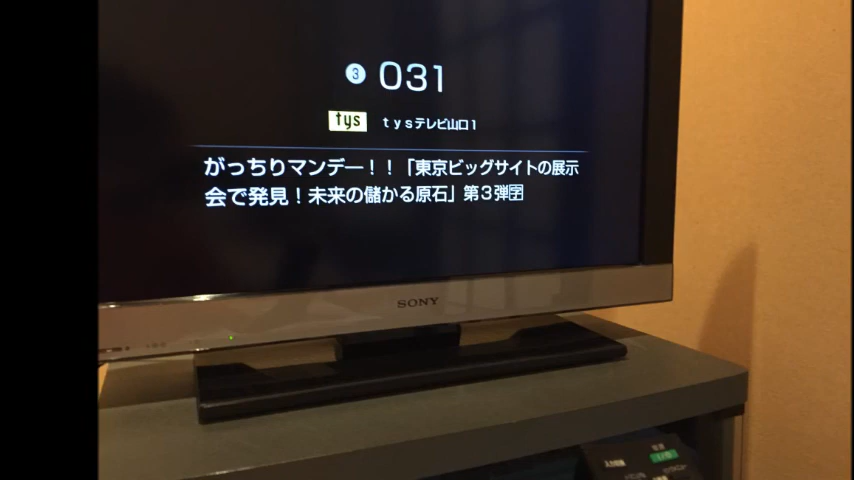 ③ 031
tys tysテレビ山口1
がっちりマンデー!!「東京ビッグサイトの展示
会で発見!未来の儲かる原石」第3弾🈑
SONY